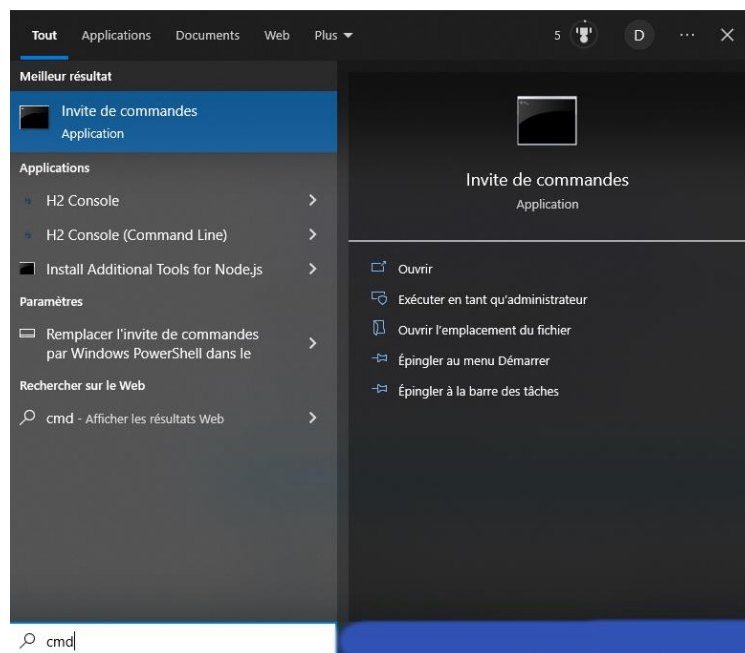 Tout Applications Documents Web Plus 5 D ...
Meilleur résultat
Invite de commandes
Application
Applications
H2 Console
H2 Console (Command Line)
Install Additional Tools for Node.js
Paramètres
Remplacer l'invite de commandes
par Windows PowerShell dans le
Rechercher sur le Web
cmd - Afficher les résultats Web
Invite de commandes
Application
Ouvrir
Exécuter en tant qu'administrateur
Ouvrir l'emplacement du fichier
Épingler au menu Démarrer
Épingler à la barre des tâches
cmd